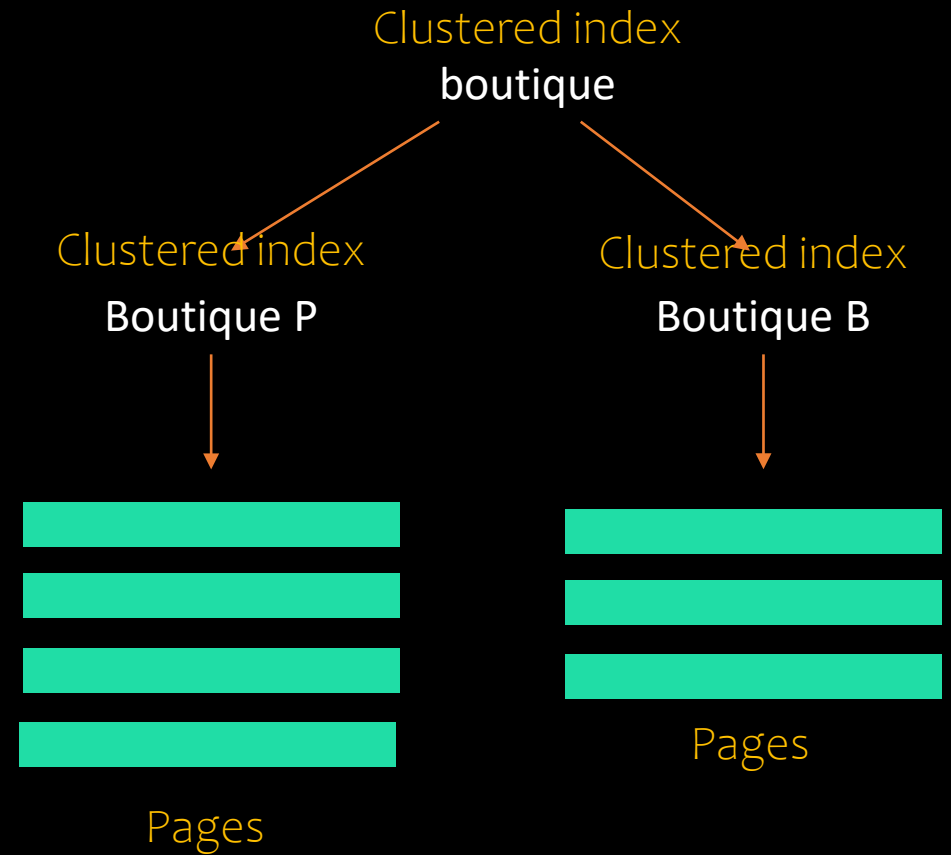 Clustered index
boutique
Clustered index
Boutique P
Clustered index
Boutique B
Pages
Pages